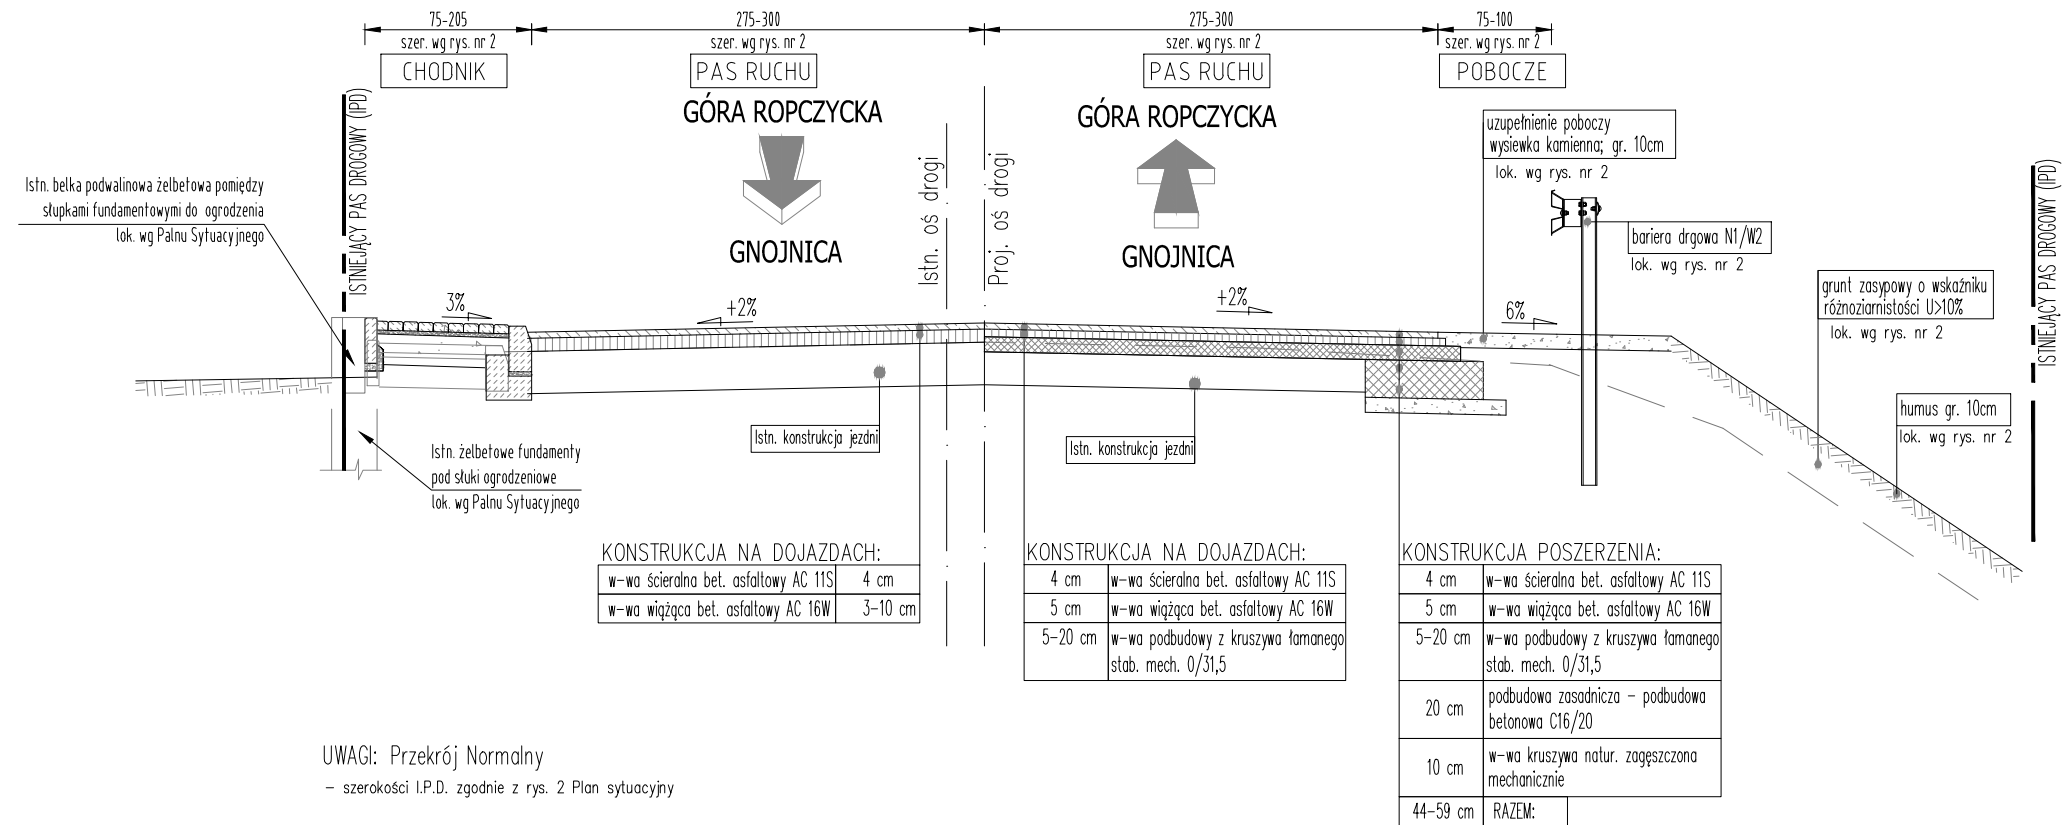 75-205
275-300
275-300
75-100
szer. wg rys. nr 2
szer. wg rys. nr 2
szer. wg rys. nr 2
szer. wg rys. nr 2
CHODNIK
PAS RUCHU
PAS RUCHU
POBOCZE
GÓRA ROPCZYCKA
GNOJNICA
GÓRA ROPCZYCKA
GNOJNICA
ISTNIEJĄCY PAS DROGOWY (IPD)
Istn. oś drogi
Proj. oś drogi
ISTNIEJĄCY PAS DROGOWY (IPD)
Istn. belka podwalinowa żelbetowa pomiędzy
słupkami fundamentowymi do ogrodzenia
lok. wg Palnu Sytuacyjnego
uzupełnienie poboczy
wysiewka kamienna; gr. 10cm
lok. wg rys. nr 2
bariera drgowa N1/W2
lok. wg rys. nr 2
grunt zasypowy o wskaźniku
różnoziarnistości U>10%
lok. wg rys. nr 2
humus gr. 10cm
lok. wg rys. nr 2
3%
+2%
+2%
6%
Istn. konstrukcja jezdni
Istn. konstrukcja jezdni
Istn. żelbetowe fundamenty
pod słuki ogrodzeniowe
lok. wg Palnu Sytuacyjnego
KONSTRUKCJA NA DOJAZDACH:
w-wa ścieralna bet. asfaltowy AC 11S 4 cm
w-wa wiążąca bet. asfaltowy AC 16W 3-10 cm
KONSTRUKCJA NA DOJAZDACH:
4 cm w-wa ścieralna bet. asfaltowy AC 11S
5 cm w-wa wiążąca bet. asfaltowy AC 16W
5-20 cm w-wa podbudowy z kruszywa łamanego
stab. mech. 0/31,5
KONSTRUKCJA POSZERZENIA:
4 cm w-wa ścieralna bet. asfaltowy AC 11S
5 cm w-wa wiążąca bet. asfaltowy AC 16W
5-20 cm w-wa podbudowy z kruszywa łamanego
stab. mech. 0/31,5
20 cm podbudowa zasadnicza - podbudowa
betonowa C16/20
10 cm w-wa kruszywa natur. zagęszczona
mechanicznie
44-59 cm RAZEM:
UWAGI: Przekrój Normalny
- szerokości I.P.D. zgodnie z rys. 2 Plan sytuacyjny